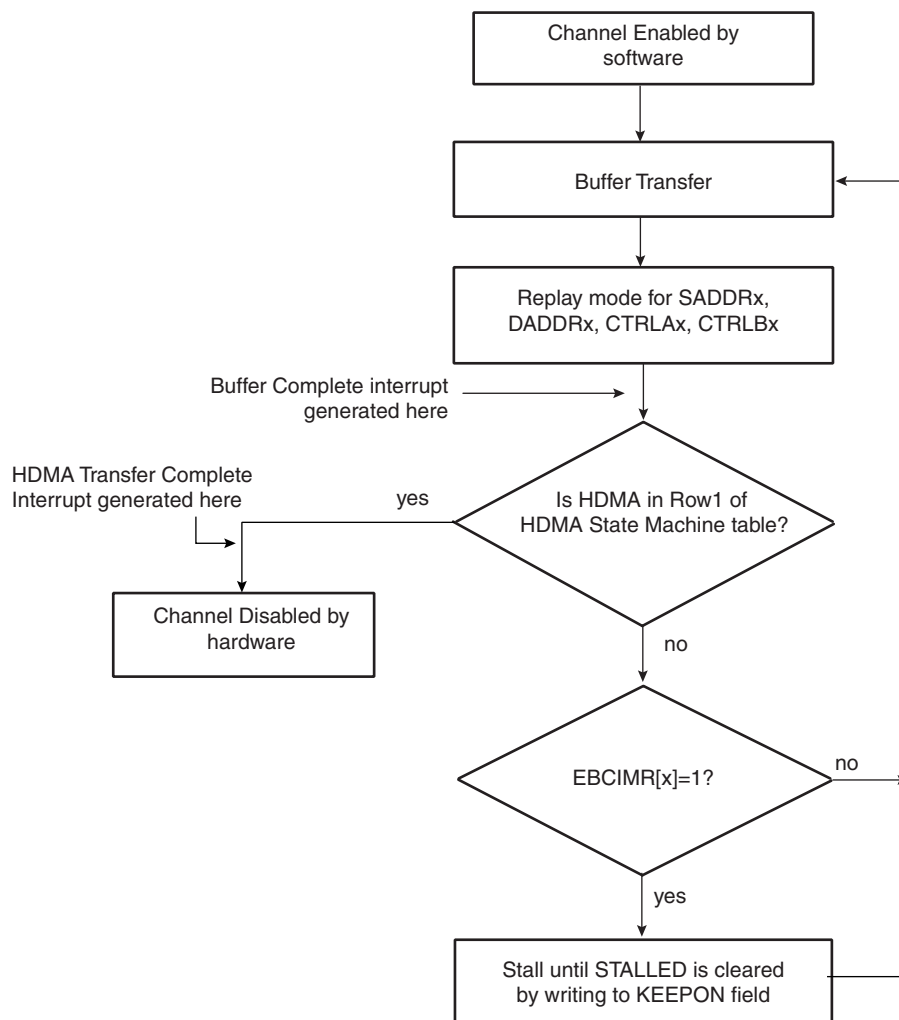 Channel Enabled by
software
Buffer Transfer
Replay mode for SADDRx,
DADDRx, CTRLAx, CTRLBx
Buffer Complete interrupt
generated here
HDMA Transfer Complete
Interrupt generated here
yes
Is HDMA in Row1 of
HDMA State Machine table?
Channel Disabled by
hardware
no
EBCIMR[x]=1?
no
yes
Stall until STALLED is cleared
by writing to KEEPON field